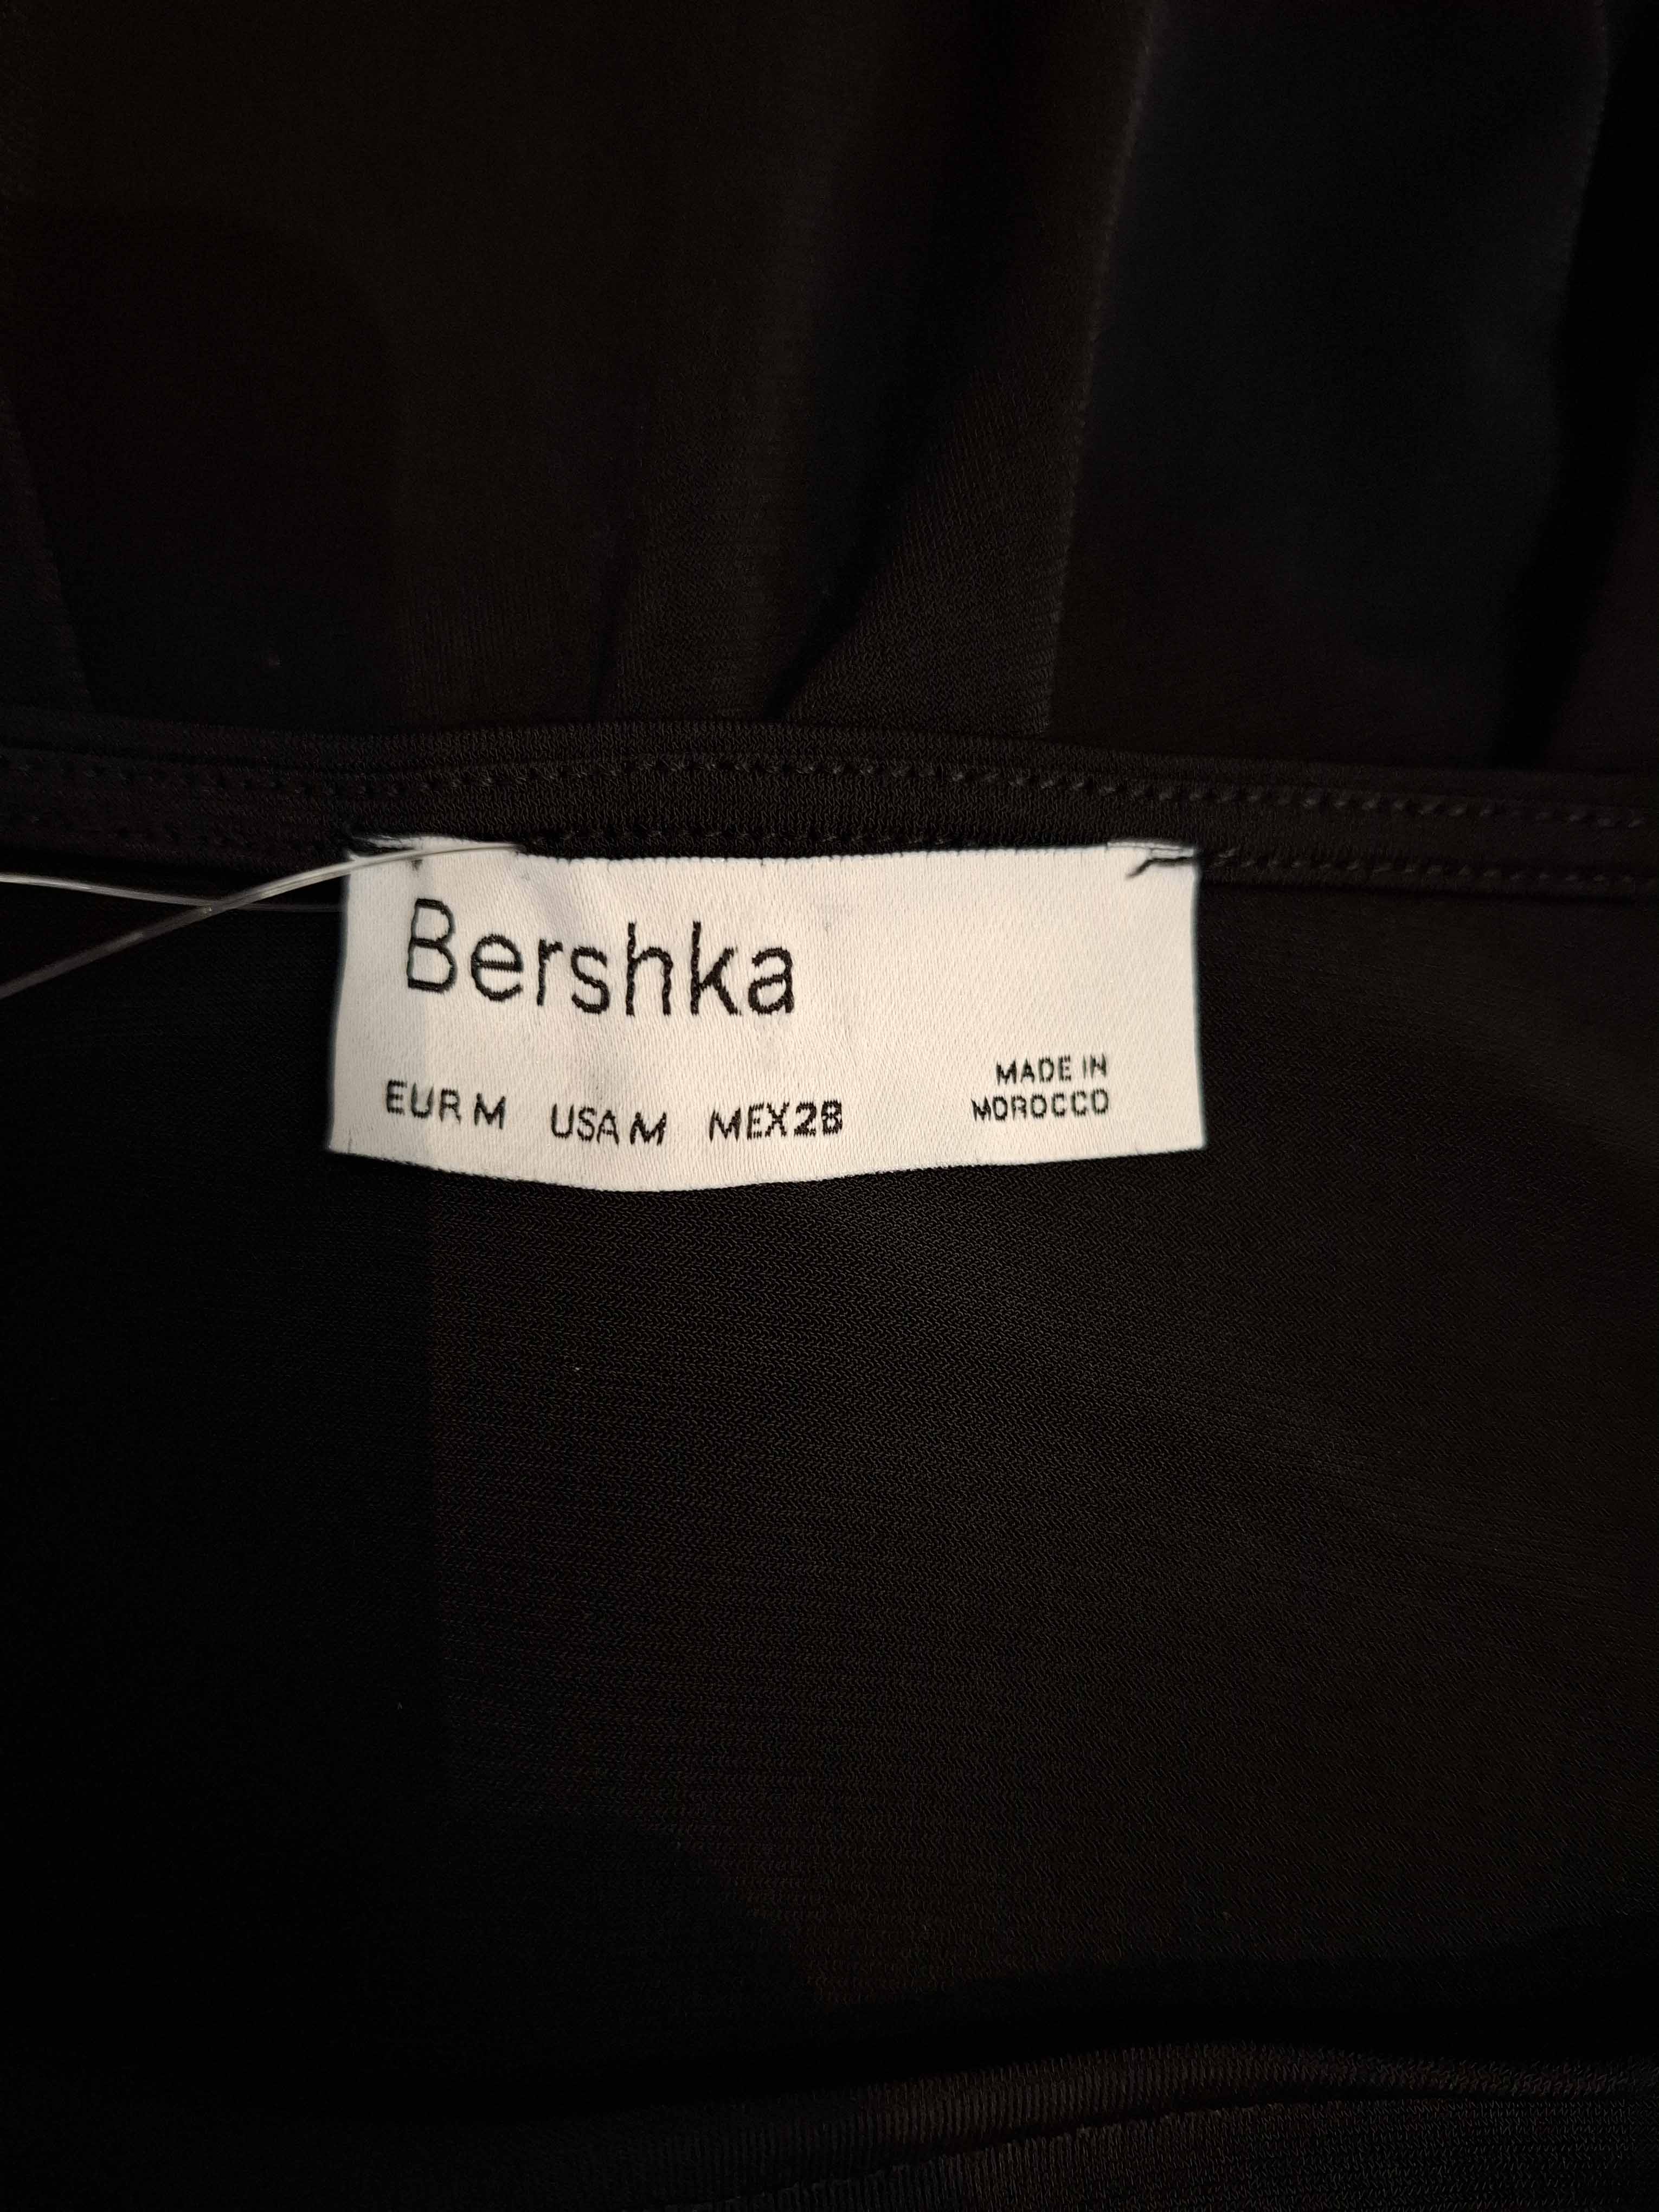 Bershka
MADE IN
MOROCCO
EUR M USA M MEX 28